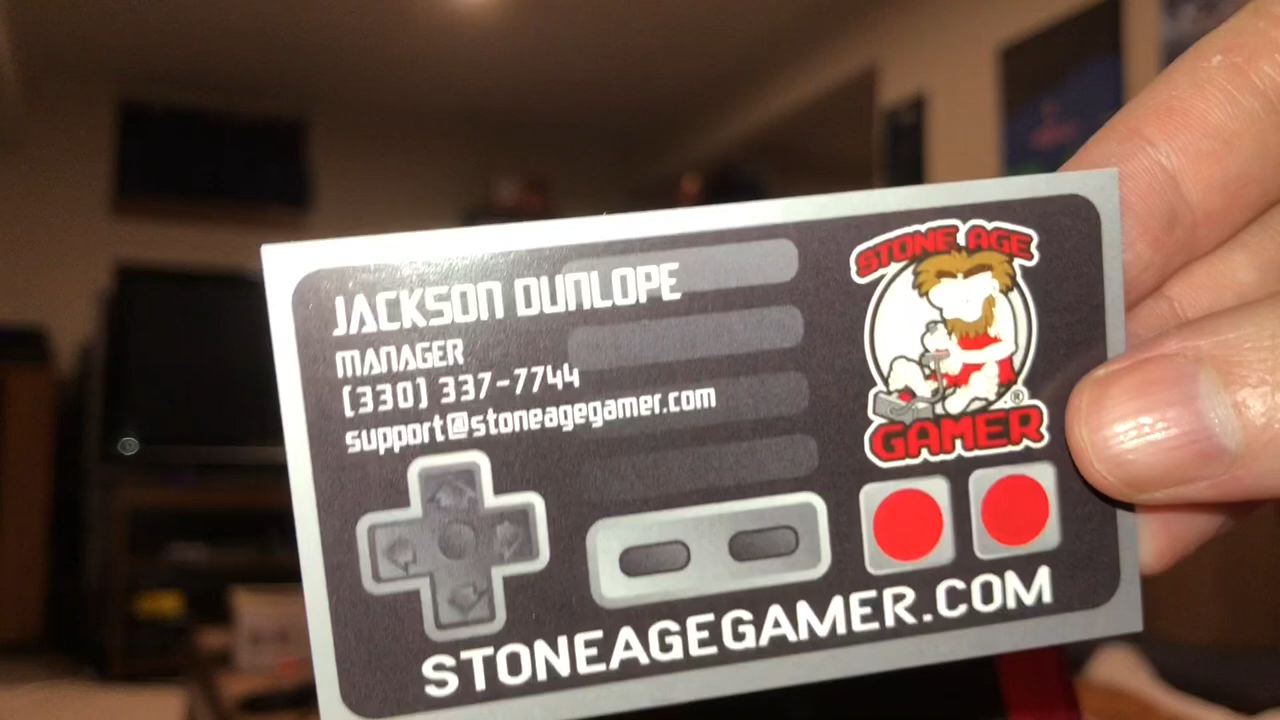 JACKSON DUNLOPE
MANAGER
(330) 337-7744
support@stoneagegamer.com
STONE AGE
GAMER
®
STONEAGEGAMER.COM